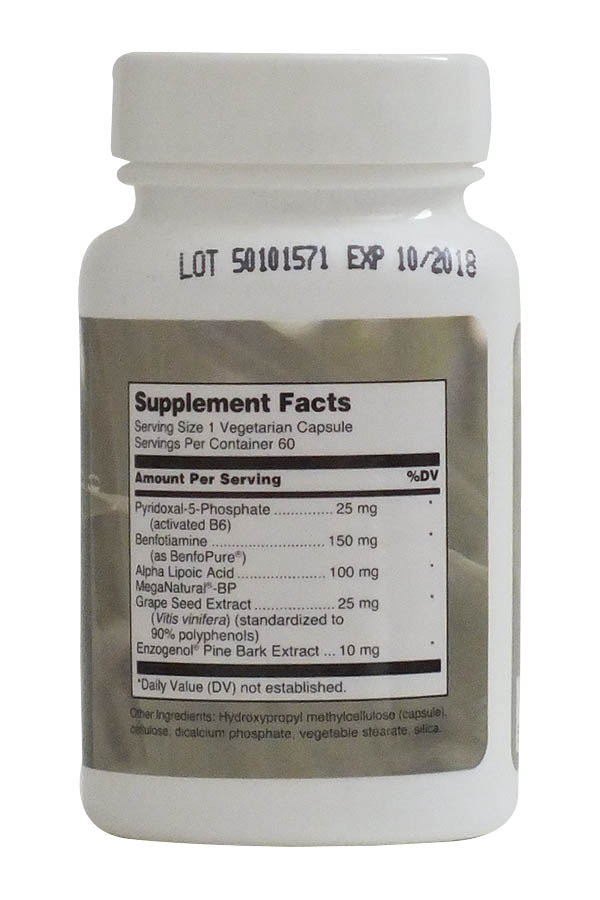 LOT 50101571 EXP 10/2018
Supplement Facts
Serving Size 1 Vegetarian Capsule
Servings Per Container 60
Amount Per Serving %DV
Pyridoxal-5-Phosphate .............. 25 mg *
(activated B6)
Benfotiamine ........................... 150 mg *
(as BenfoPure®)
Alpha Lipoic Acid ..................... 100 mg *
MegaNatural®-BP
Grape Seed Extract ................... 25 mg *
(Vitis vinifera) (standardized to
90% polyphenols)
Enzogenol® Pine Bark Extract ... 10 mg *
*Daily Value (DV) not established.
Other Ingredients: Hydroxypropyl methylcellulose (capsule),
cellulose, dicalcium phosphate, vegetable stearate, silica.